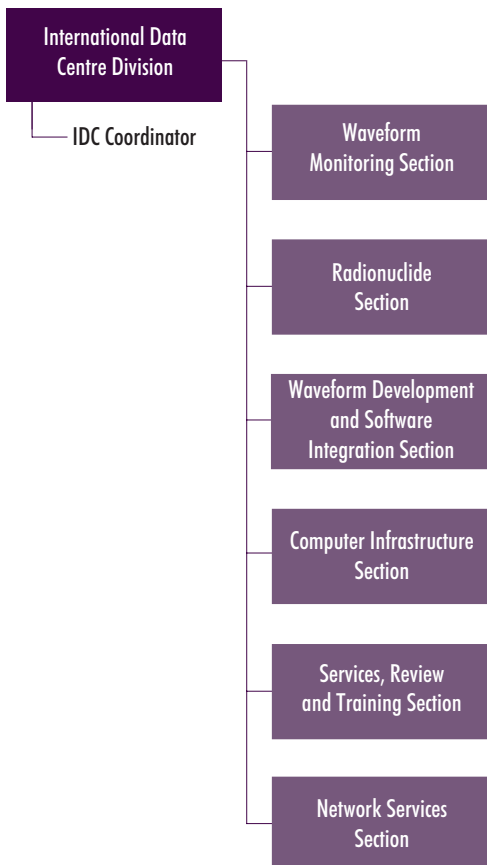 International Data
Centre Division
IDC Coordinator
Waveform
Monitoring Section
Radionuclide
Section
Waveform Development
and Software
Integration Section
Computer Infrastructure
Section
Services, Review
and Training Section
Network Services
Section